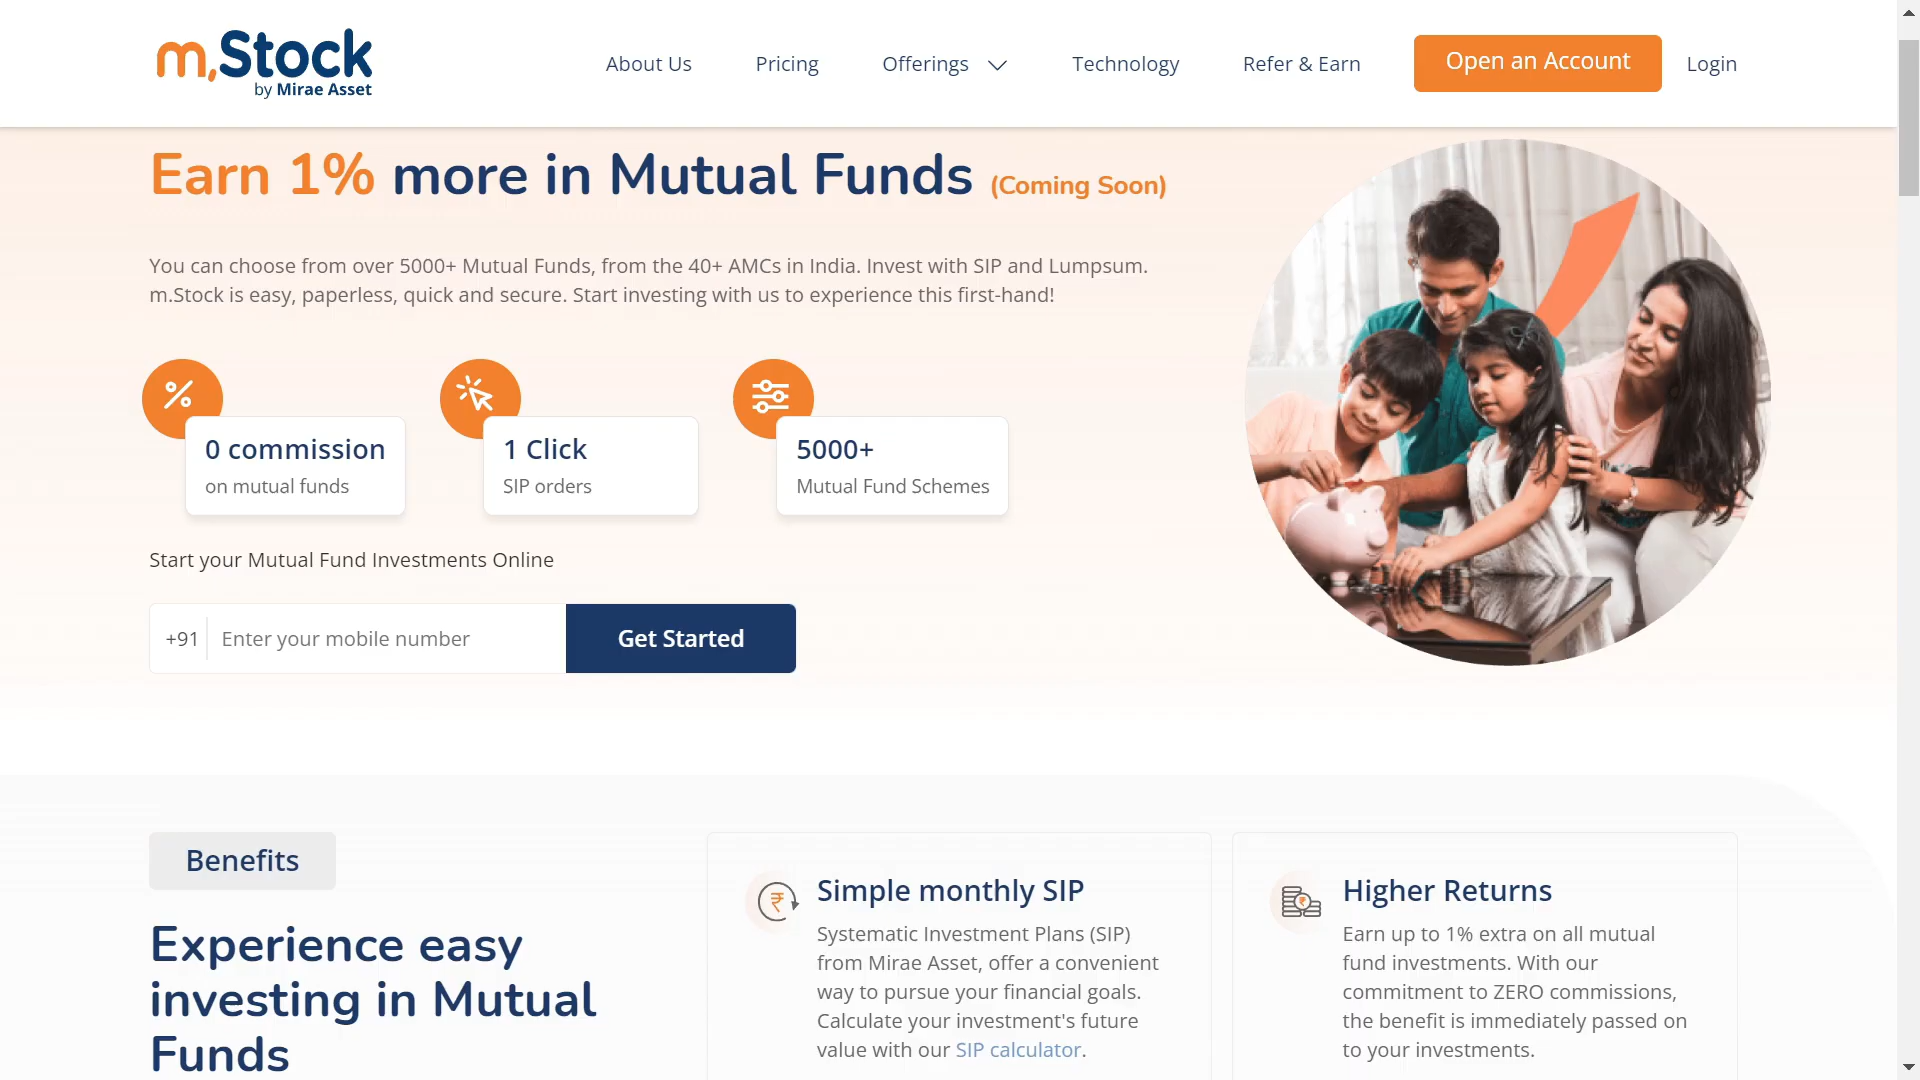 m.Stock
by Mirae Asset
About Us
Pricing
Offerings
Technology
Refer & Earn
Open an Account
Login
Earn 1% more in Mutual Funds (Coming Soon)
You can choose from over 5000+ Mutual Funds, from the 40+ AMCs in India. Invest with SIP and Lumpsum.
m.Stock is easy, paperless, quick and secure. Start investing with us to experience this first-hand!
0 commission
on mutual funds
1 Click
SIP orders
5000+
Mutual Fund Schemes
Start your Mutual Fund Investments Online
+91
Enter your mobile number
Get Started
Benefits
Experience easy
investing in Mutual
Funds
Simple monthly SIP
Systematic Investment Plans (SIP)
from Mirae Asset, offer a convenient
way to pursue your financial goals.
Calculate your investment's future
value with our SIP calculator.
Higher Returns
Earn up to 1% extra on all mutual
fund investments. With our
commitment to ZERO commissions,
the benefit is immediately passed on
to your investments.